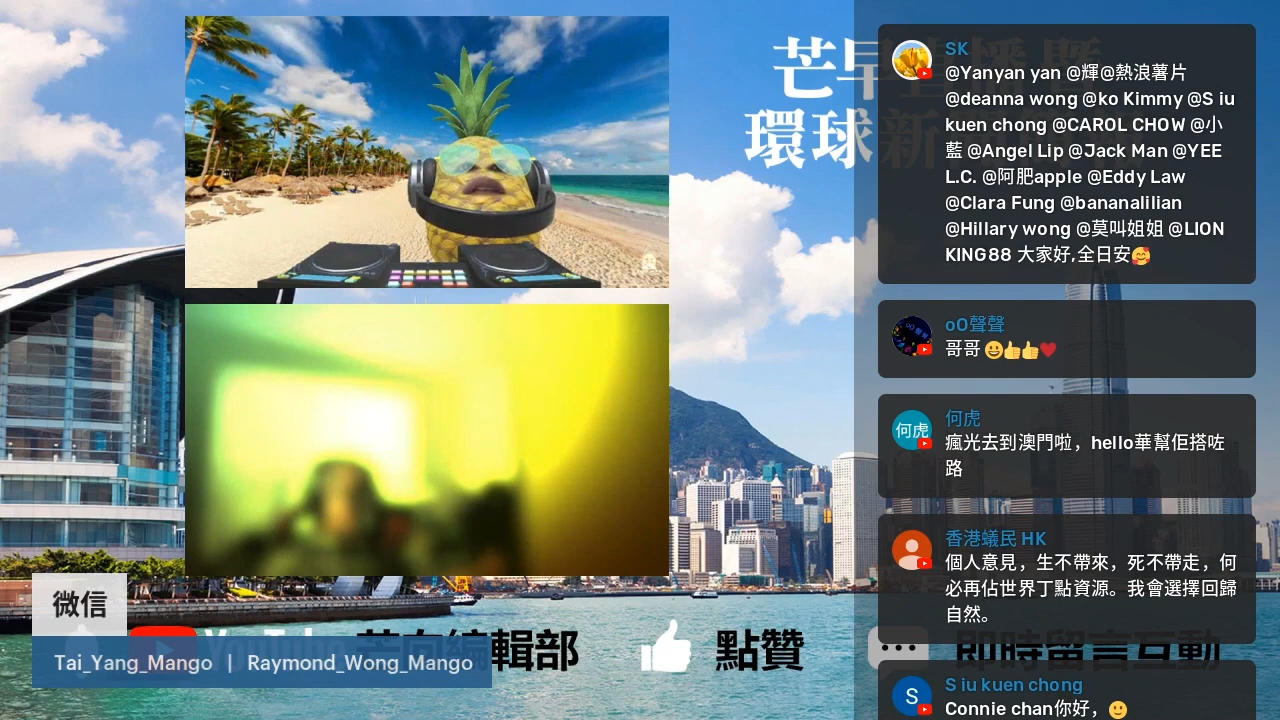 芒早
環球新
SK
@Yanyan yan @輝@熱浪薯片
@deanna wong @ko Kimmy @S iu
kuen chong @CAROL CHOW @小
藍 @Angel Lip @Jack Man @YEE
L.C. @阿肥apple @Eddy Law
@Clara Fung @bananalilian
@Hillary wong @莫叫姐姐 @LION
KING88 大家好,全日安🥰
oO聲聲
哥哥😀👍👍♥️
何虎
何虎
瘋光去到澳門啦，hello華幫佢搭咗
路
香港蟻民 HK
個人意見，生不帶來，死不帶走，何
必再佔世界丁點資源。我會選擇回歸
自然。
S
S iu kuen chong
Connie chan你好，🙂
微信
Tai_Yang_Mango | Raymond_Wong_Mango
YouTube 芒向編輯部
點贊
即時留言互動